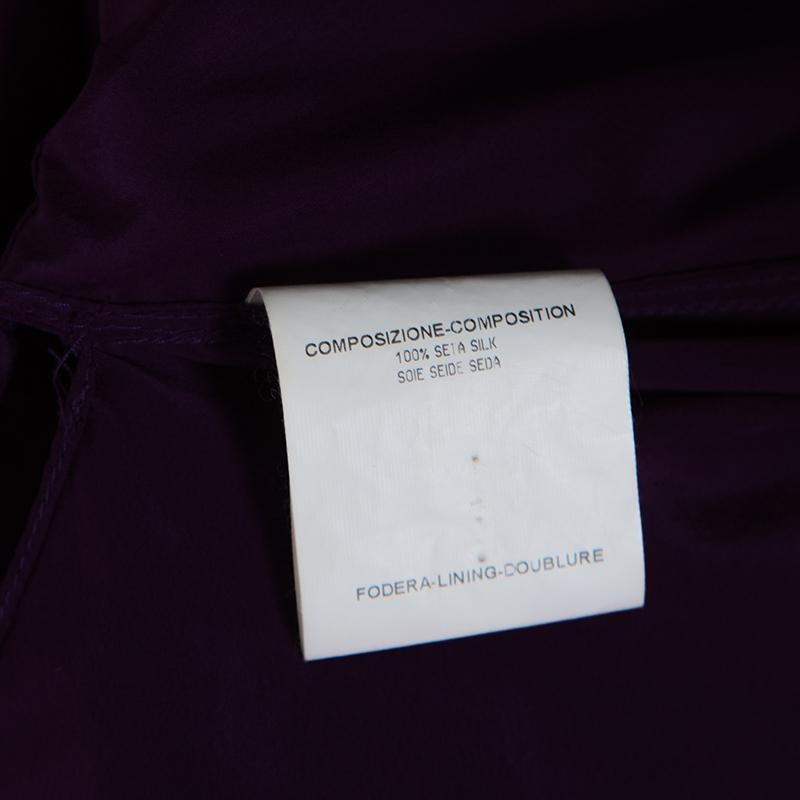 COMPOSIZIONE-COMPOSITION
100% SETA SILK
SOIE SEIDE SEDA
FODERA-LINING-DOUBLURE